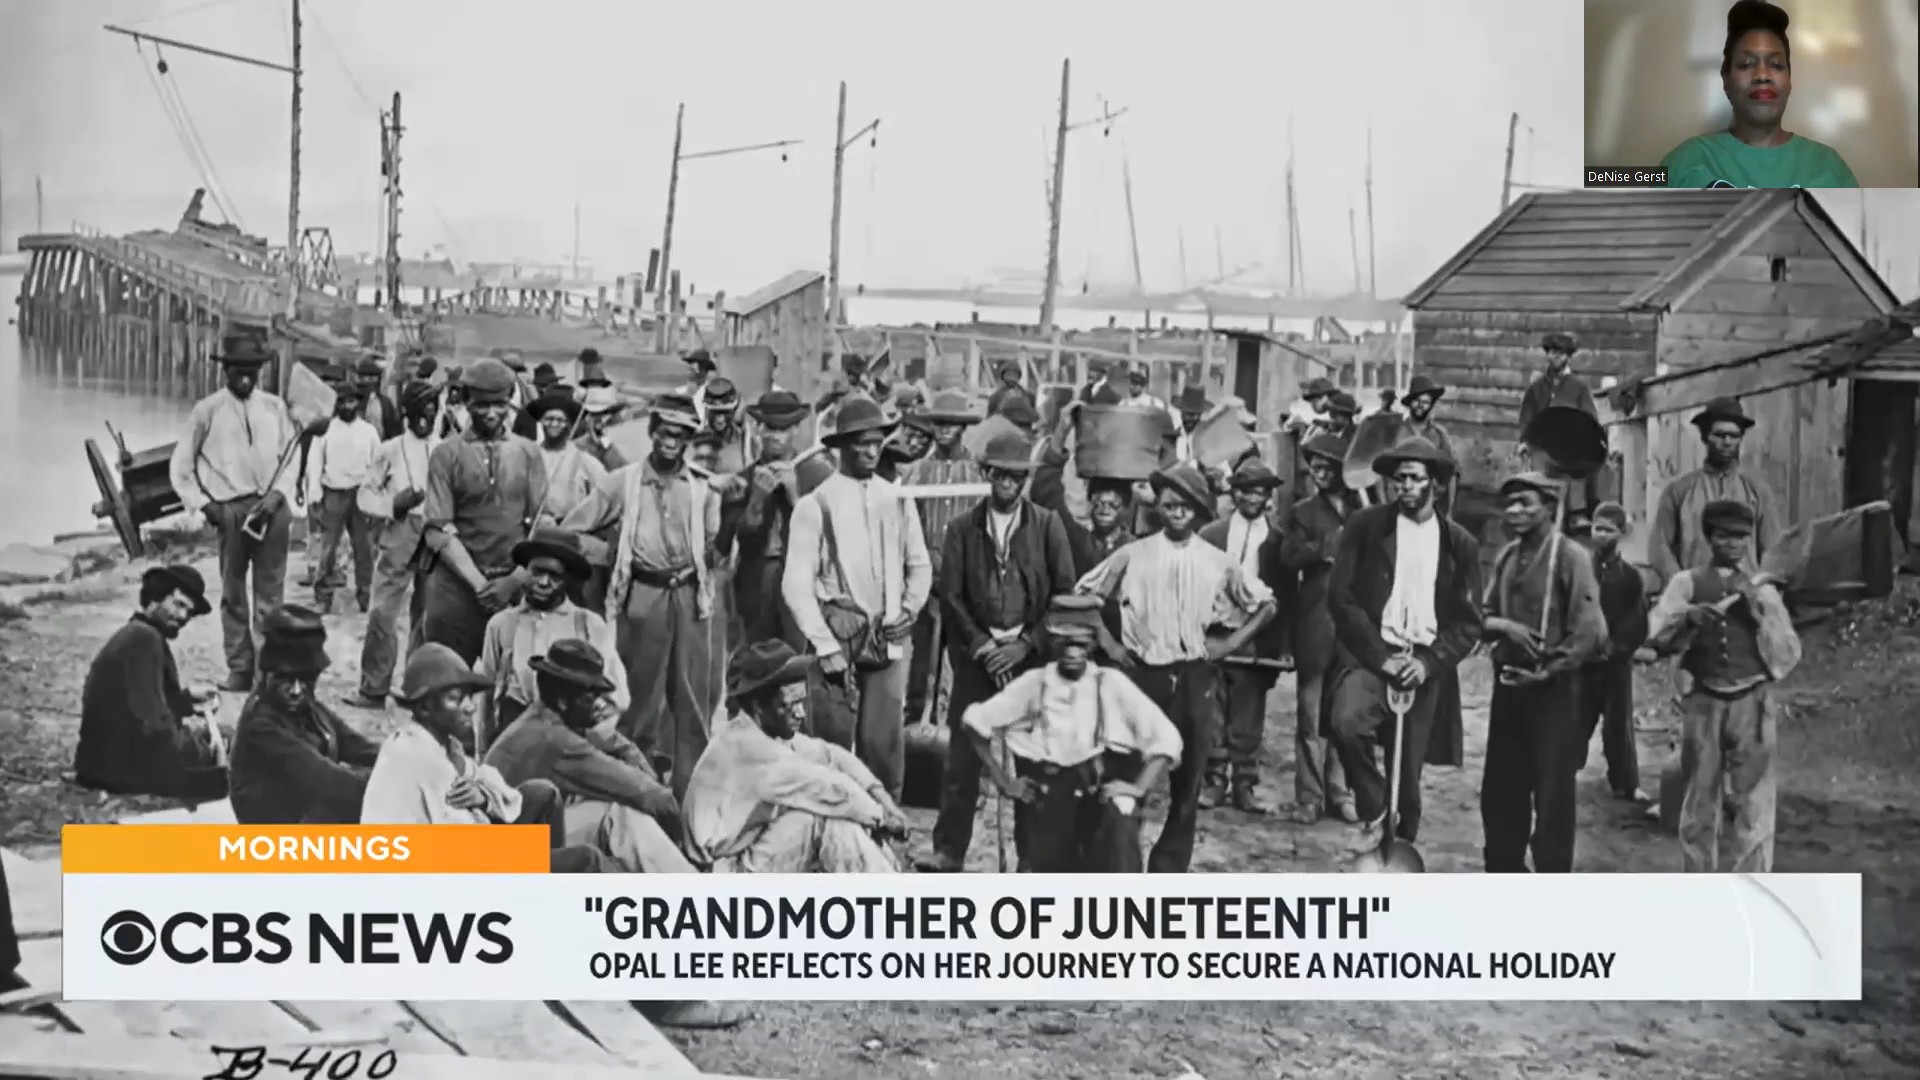 DeNise Gerst
MORNINGS
CBS NEWS
"GRANDMOTHER OF JUNETEENTH"
OPAL LEE REFLECTS ON HER JOURNEY TO SECURE A NATIONAL HOLIDAY
B-400